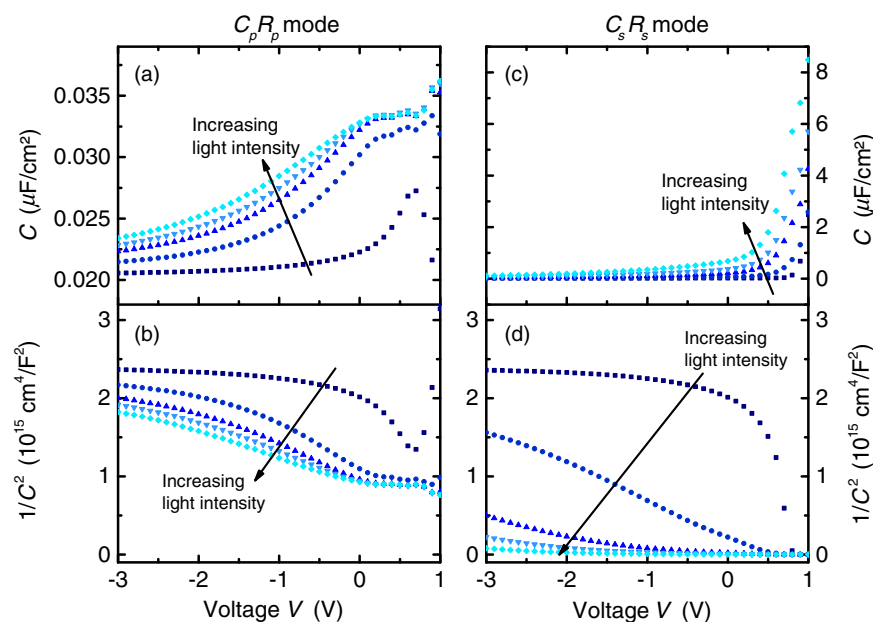 CpRp mode
CsRs mode
(a)
(c)
0.035
0.030
0.025
0.020
C (μF/cm²)
Increasing
light intensity
Increasing
light intensity
8
6
4
2
0
C (μF/cm²)
(b)
(d)
3
2
1
0
1/C² (10¹⁵ cm⁴/F²)
Increasing
light intensity
Increasing
light intensity
3
2
1
0
1/C² (10¹⁵ cm⁴/F²)
-3 -2 -1 0 1
-3 -2 -1 0 1
Voltage V (V)
Voltage V (V)